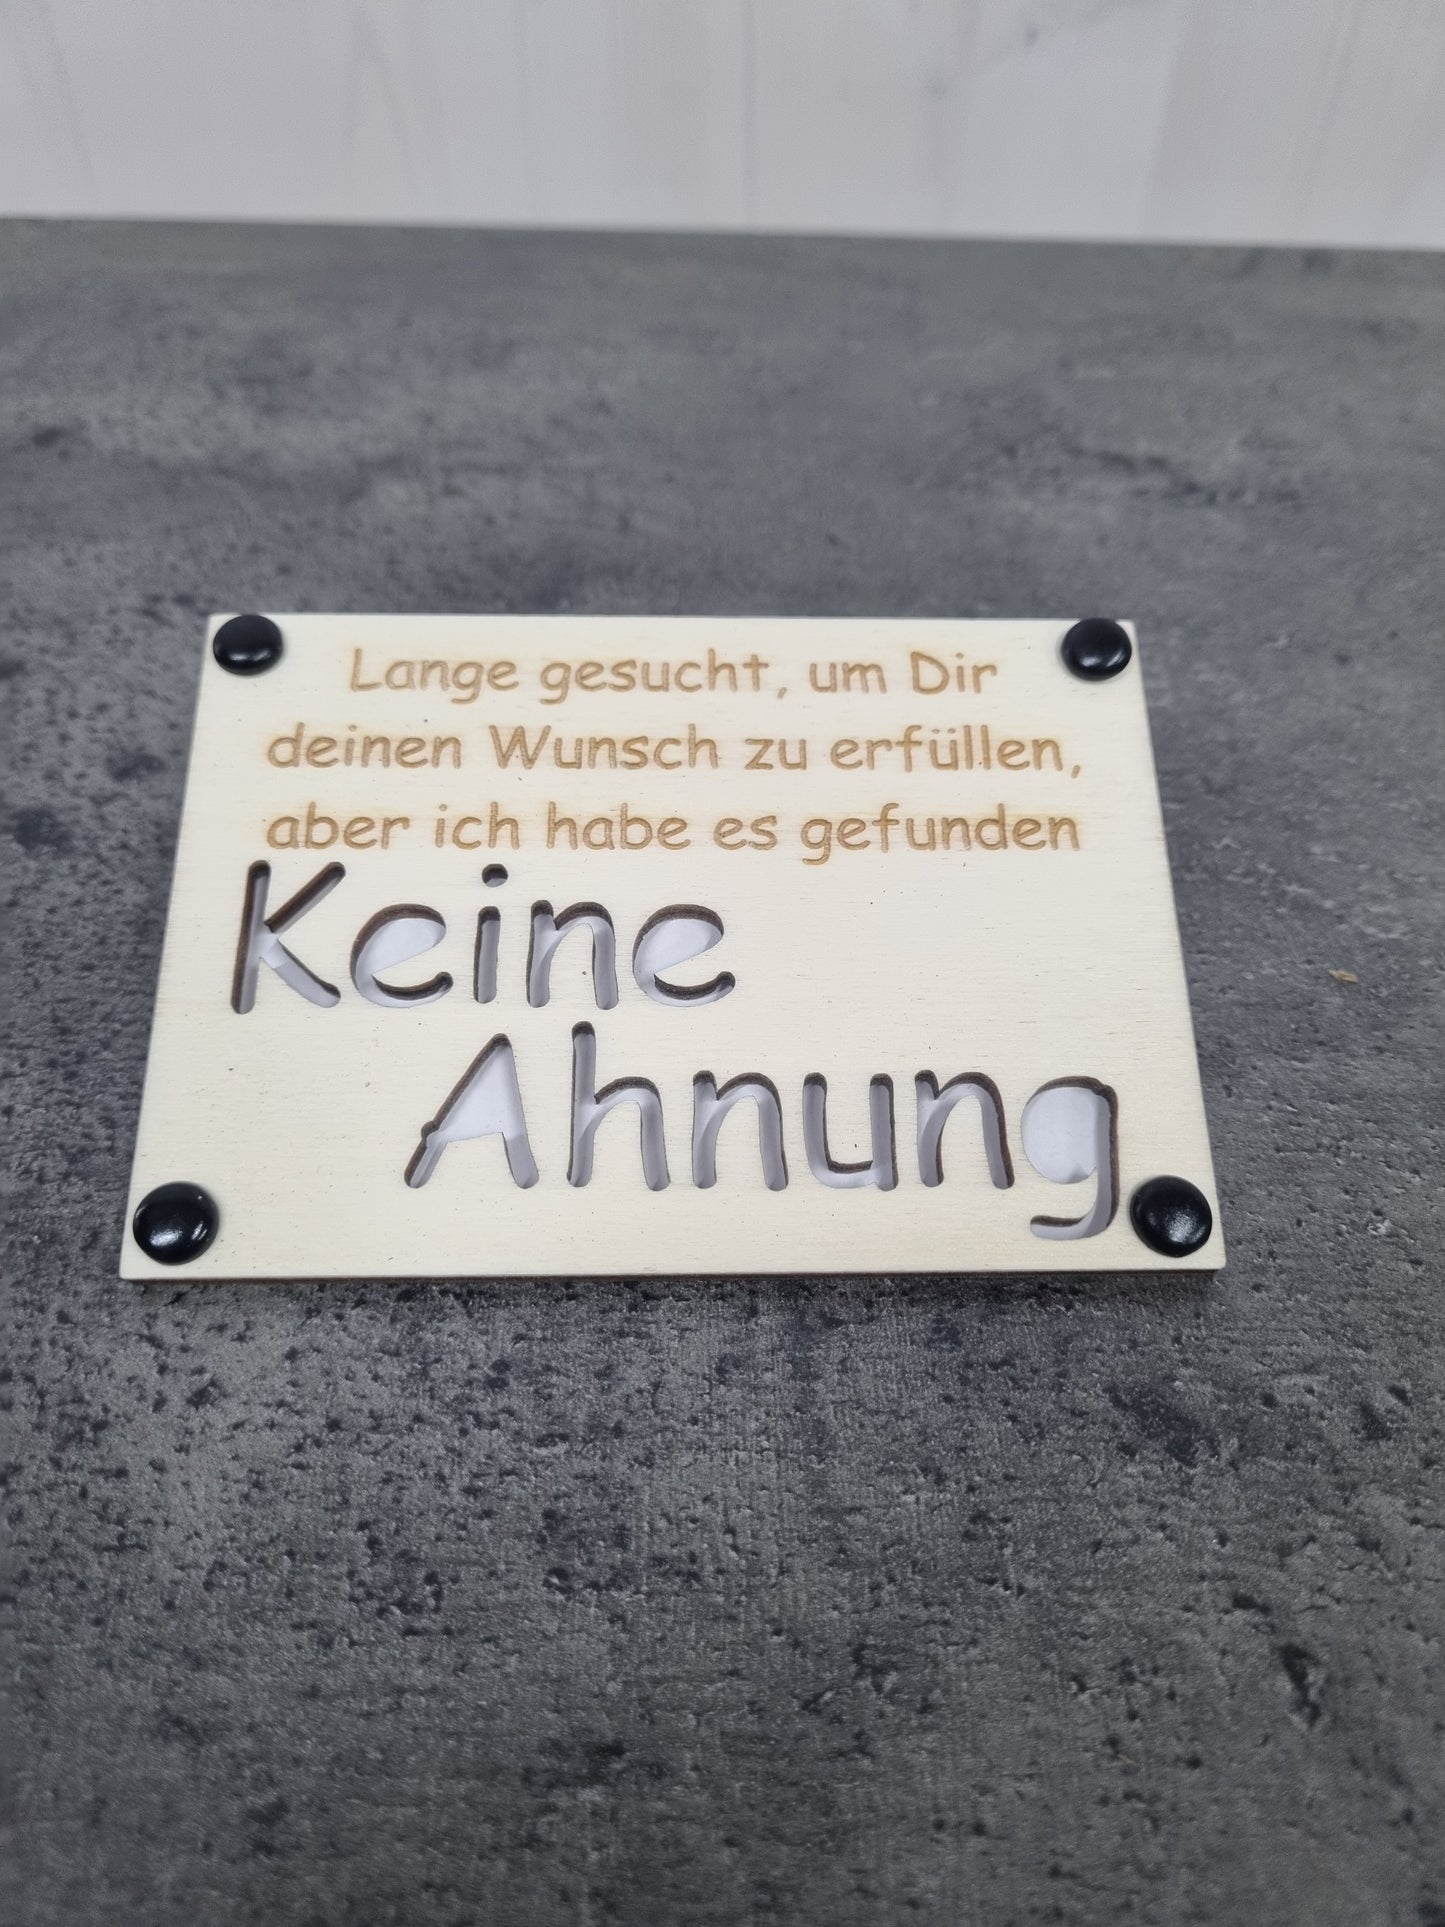 Lange gesucht, um Dir
deinen Wunsch zu erfüllen,
aber ich habe es gefunden
Keine
Ahnung